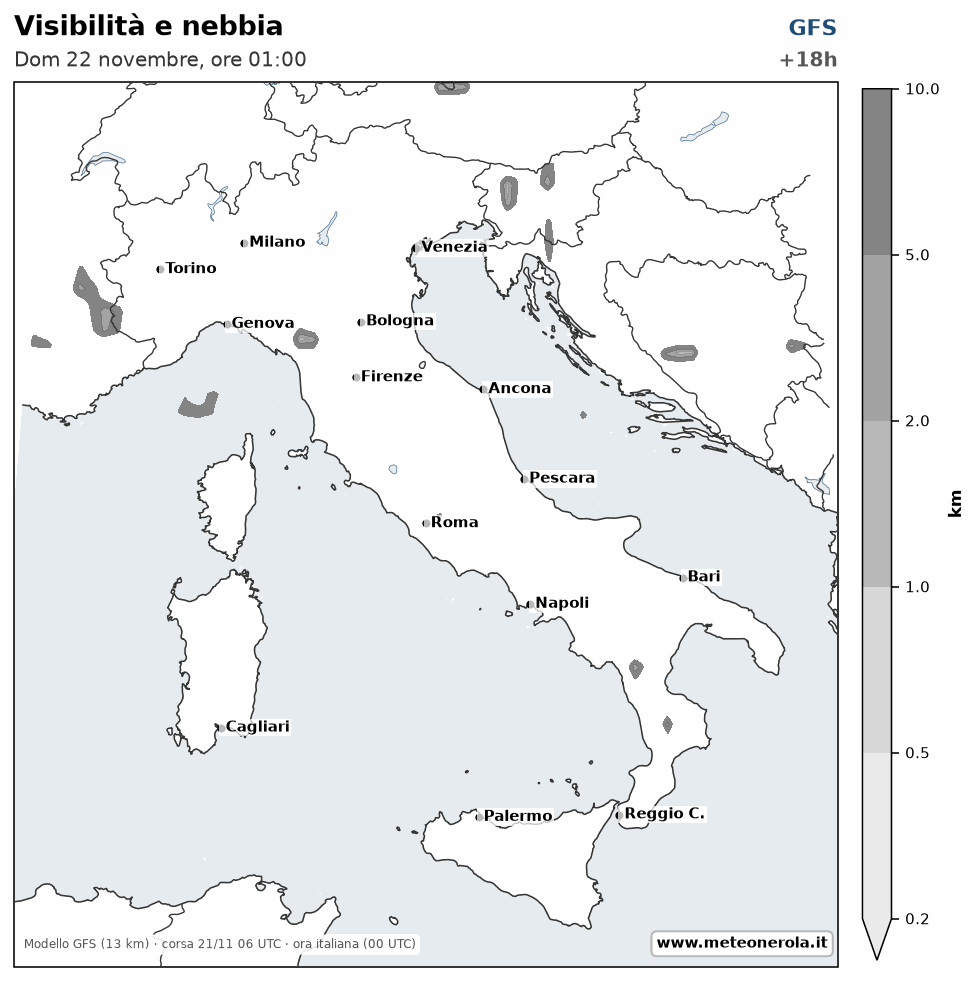 Visibilità e nebbia
GFS
Dom 22 novembre, ore 01:00
+18h
10.0
5.0
2.0
1.0
0.5
0.2
km
Milano
Venezia
Torino
Genova
Bologna
Firenze
Ancona
Pescara
Roma
Bari
Napoli
Cagliari
Palermo
Reggio C.
Modello GFS (13 km) · corsa 21/11 06 UTC · ora italiana (00 UTC)
www.meteonerola.it